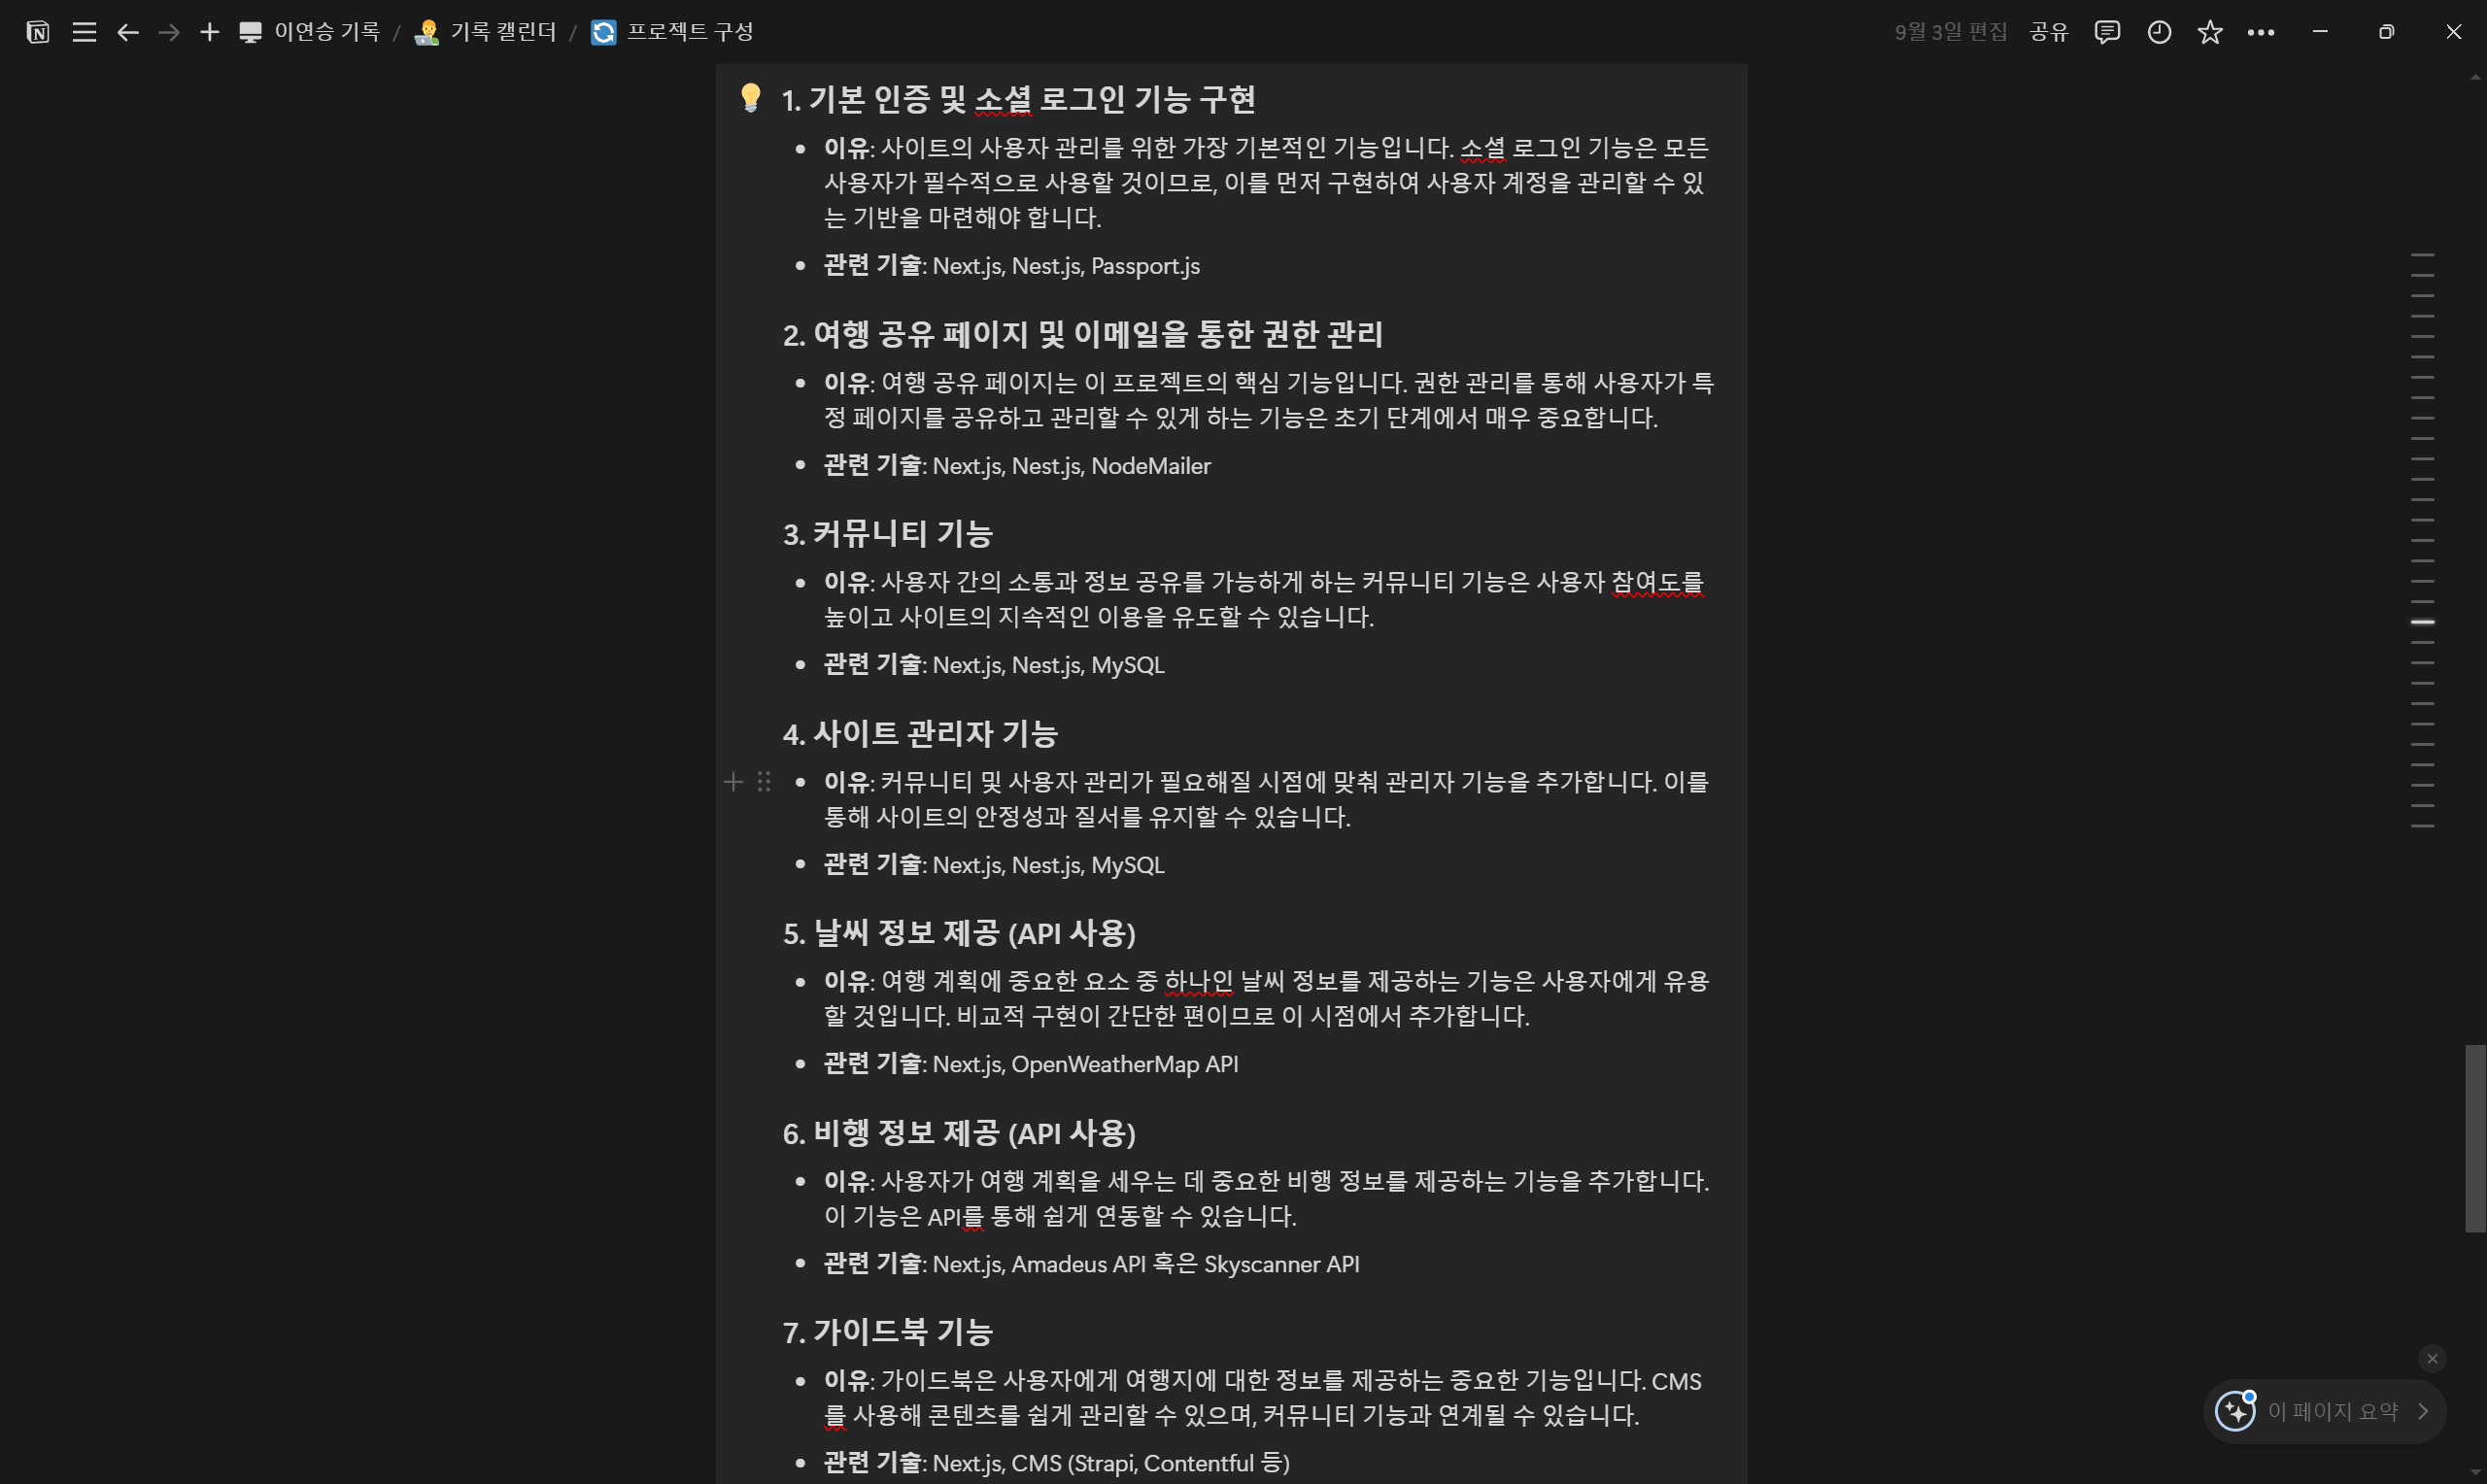 이연승 기록 / 기록 캘린더 / 프로젝트 구성
9월 3일 편집 공유
1. 기본 인증 및 소셜 로그인 기능 구현
이유: 사이트의 사용자 관리를 위한 가장 기본적인 기능입니다. 소셜 로그인 기능은 모든
사용자가 필수적으로 사용할 것이므로, 이를 먼저 구현하여 사용자 계정을 관리할 수 있
는 기반을 마련해야 합니다.
관련 기술: Next.js, Nest.js, Passport.js
2. 여행 공유 페이지 및 이메일을 통한 권한 관리
이유: 여행 공유 페이지는 이 프로젝트의 핵심 기능입니다. 권한 관리를 통해 사용자가 특
정 페이지를 공유하고 관리할 수 있게 하는 기능은 초기 단계에서 매우 중요합니다.
관련 기술: Next.js, Nest.js, NodeMailer
3. 커뮤니티 기능
이유: 사용자 간의 소통과 정보 공유를 가능하게 하는 커뮤니티 기능은 사용자 참여도를
높이고 사이트의 지속적인 이용을 유도할 수 있습니다.
관련 기술: Next.js, Nest.js, MySQL
4. 사이트 관리자 기능
이유: 커뮤니티 및 사용자 관리가 필요해질 시점에 맞춰 관리자 기능을 추가합니다. 이를
통해 사이트의 안정성과 질서를 유지할 수 있습니다.
관련 기술: Next.js, Nest.js, MySQL
5. 날씨 정보 제공 (API 사용)
이유: 여행 계획에 중요한 요소 중 하나인 날씨 정보를 제공하는 기능은 사용자에게 유용
할 것입니다. 비교적 구현이 간단한 편이므로 이 시점에서 추가합니다.
관련 기술: Next.js, OpenWeatherMap API
6. 비행 정보 제공 (API 사용)
이유: 사용자가 여행 계획을 세우는 데 중요한 비행 정보를 제공하는 기능을 추가합니다.
이 기능은 API를 통해 쉽게 연동할 수 있습니다.
관련 기술: Next.js, Amadeus API 혹은 Skyscanner API
7. 가이드북 기능
이유: 가이드북은 사용자에게 여행지에 대한 정보를 제공하는 중요한 기능입니다. CMS
를 사용해 콘텐츠를 쉽게 관리할 수 있으며, 커뮤니티 기능과 연계될 수 있습니다.
관련 기술: Next.js, CMS (Strapi, Contentful 등)
이 페이지 요약